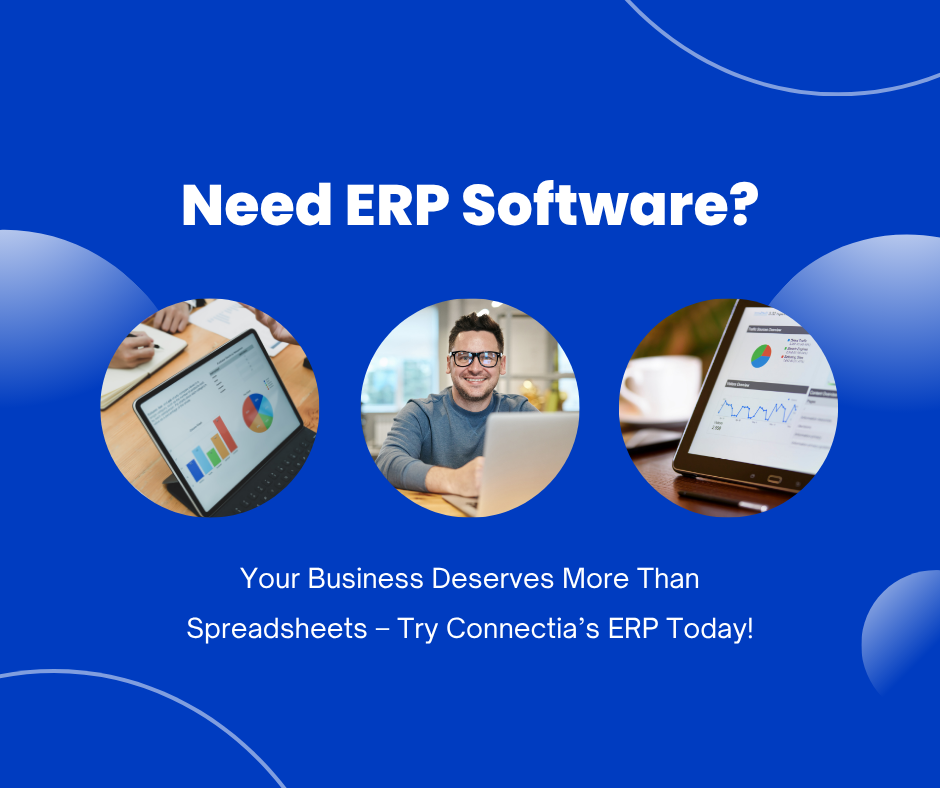 Need ERP Software?
Your Business Deserves More Than
Spreadsheets – Try Connectia’s ERP Today!